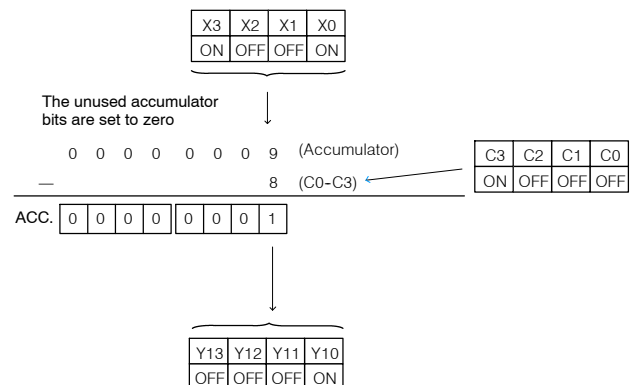 X3 X2 X1 X0
ON OFF OFF ON
The unused accumulator
bits are set to zero
0 0 0 0 0 0 0 9 (Accumulator)
— 8 (C0-C3)
C3 C2 C1 C0
ON OFF OFF OFF
ACC. 0 0 0 0 0 0 0 1
Y13 Y12 Y11 Y10
OFF OFF OFF ON